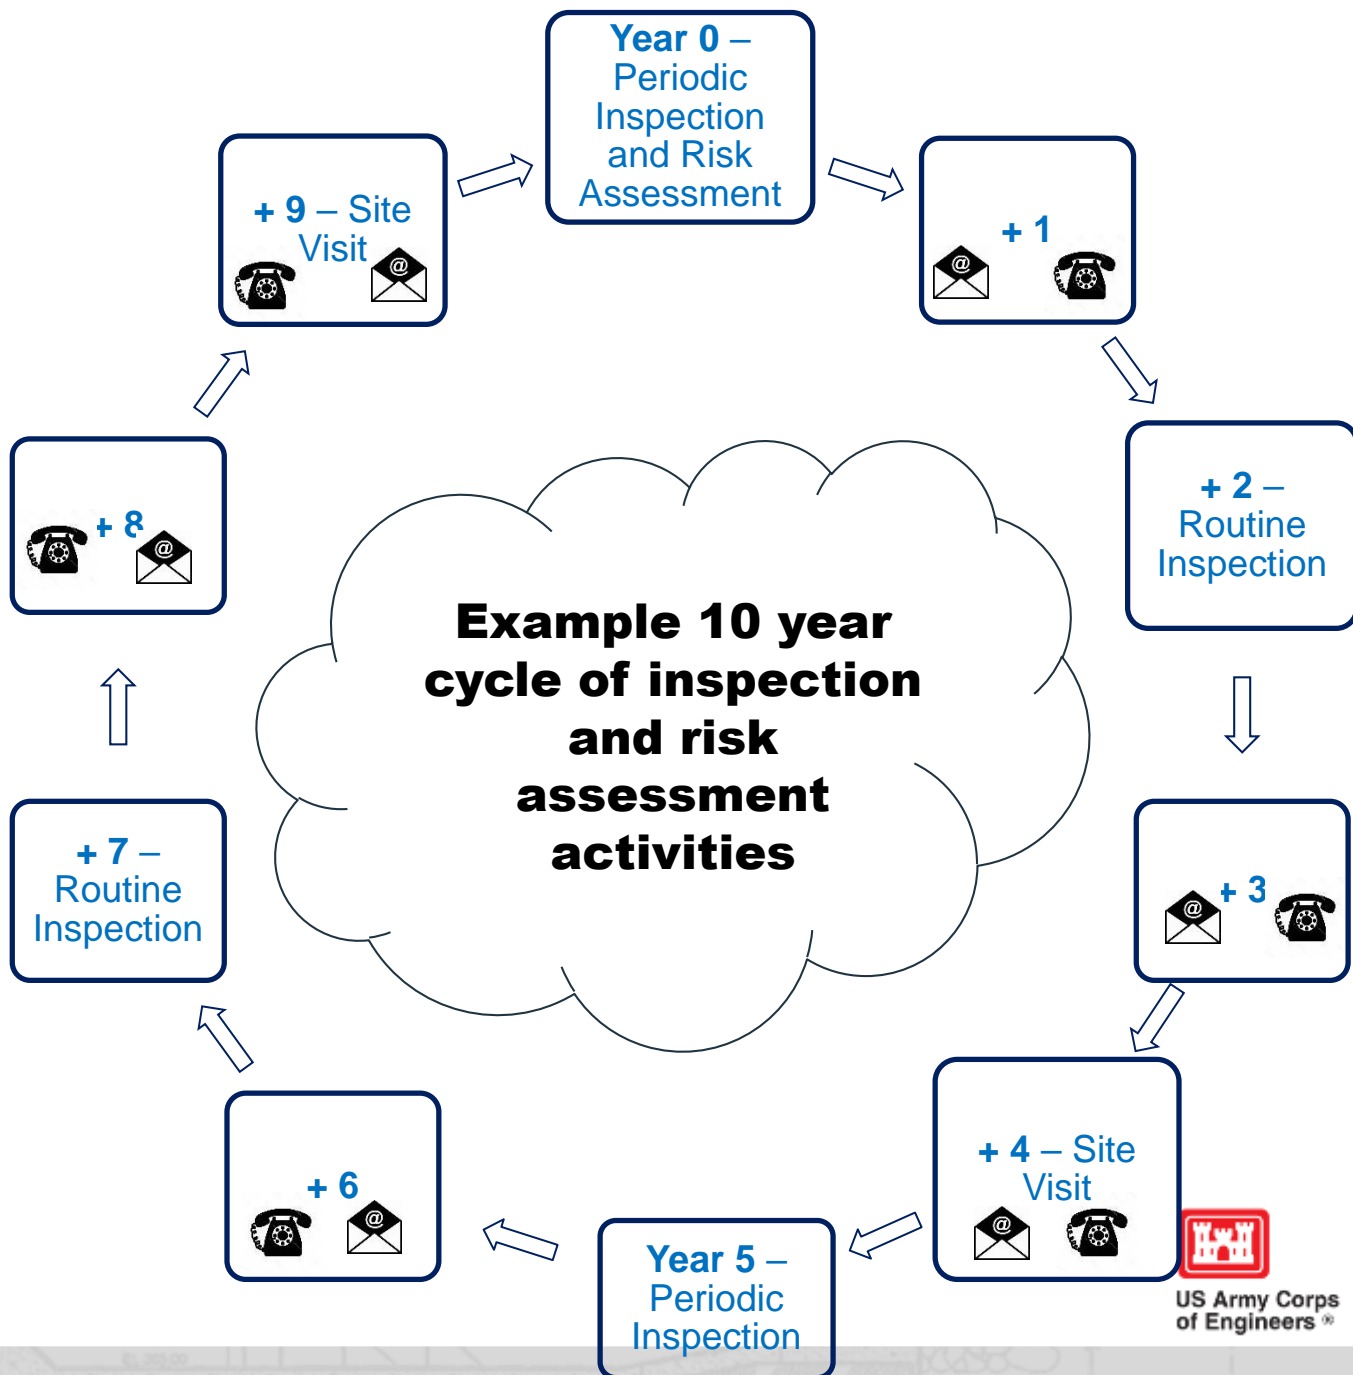 Year 0 –
Periodic
Inspection
and Risk
Assessment
+ 1
@
+ 2 –
Routine
Inspection
+ 3
@
+ 4 – Site
Visit
@
Year 5 –
Periodic
Inspection
+ 6
@
+ 7 –
Routine
Inspection
+ 8
@
+ 9 – Site
Visit
@
Example 10 year
cycle of inspection
and risk
assessment
activities
US Army Corps
of Engineers ®